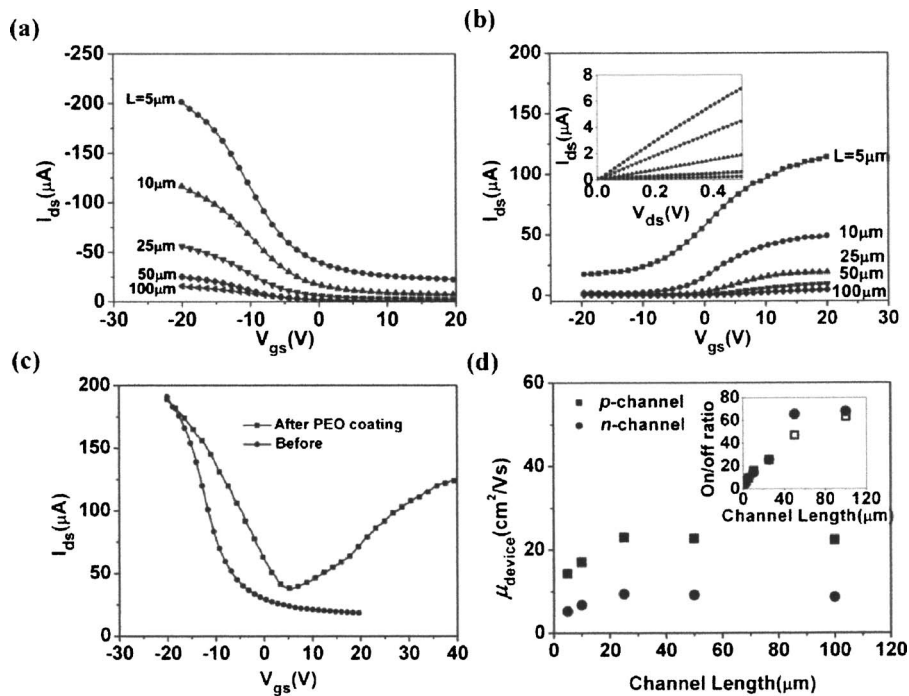 (a)
-250
-200
-150
-100
-50
0
I_ds(μA)
L=5μm
10μm
25μm
50μm
100μm
-30
-20
-10
0
10
20
V_gs(V)
(b)
200
150
100
50
0
I_ds(μA)
8
6
4
2
0
I_ds(μA)
0.0
0.2
0.4
V_ds(V)
L=5μm
10μm
25μm
50μm
100μm
-30
-20
-10
0
10
20
30
V_gs(V)
(c)
200
150
100
50
0
I_ds(μA)
After PEO coating
Before
-30
-20
-10
0
10
20
30
40
V_gs(V)
(d)
60
40
20
0
μ_device(cm²/Vs)
p-channel
n-channel
80
60
40
20
0
On/off ratio
0
40
80
120
Channel Length(μm)
0
20
40
60
80
100
120
Channel Length(μm)